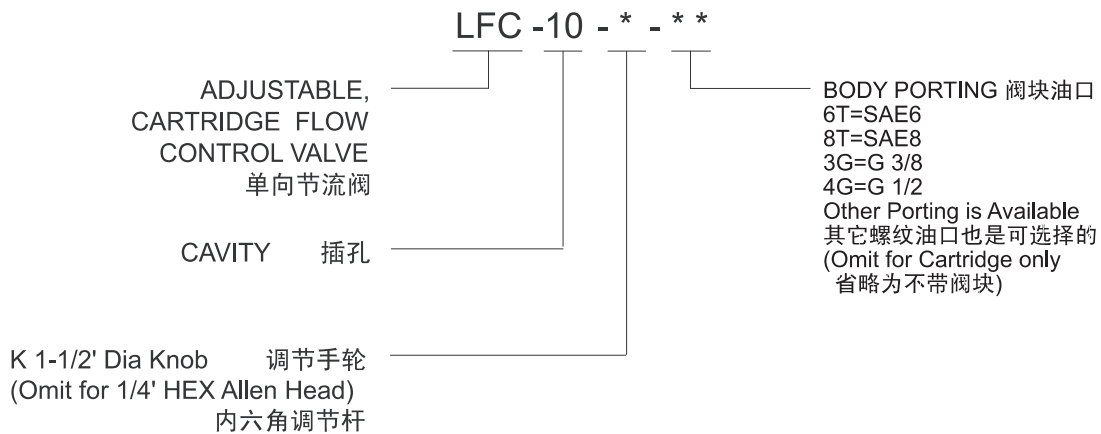 LFC -10 - * - * *
ADJUSTABLE,
CARTRIDGE FLOW
CONTROL VALVE
单向节流阀
CAVITY 插孔
K 1-1/2' Dia Knob 调节手轮
(Omit for 1/4' HEX Allen Head)
内六角调节杆
BODY PORTING 阀块油口
6T=SAE6
8T=SAE8
3G=G 3/8
4G=G 1/2
Other Porting is Available
其它螺纹油口也是可选择的
(Omit for Cartridge only
省略为不带阀块)